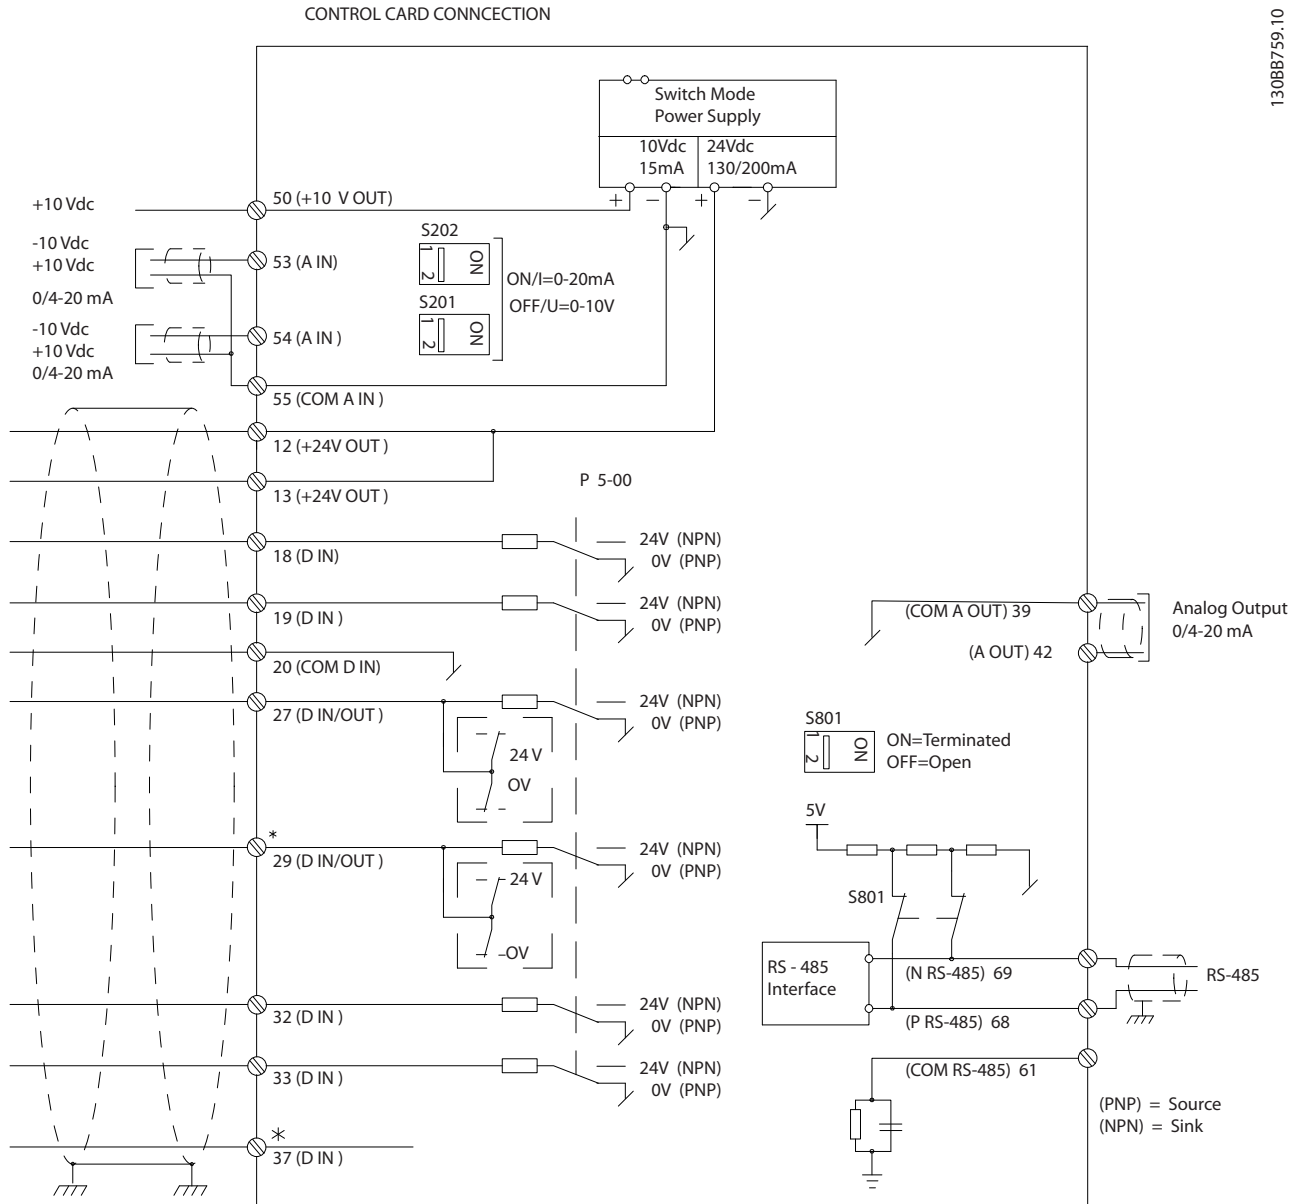 CONTROL CARD CONNCECTION
130BB759.10
Switch Mode
Power Supply
10Vdc
15mA
24Vdc
130/200mA
+ − + −
+10 Vdc
50 (+10 V OUT)
-10 Vdc
+10 Vdc
0/4-20 mA
53 (A IN)
S202
1 2 ON
ON/I=0-20mA
OFF/U=0-10V
S201
1 2 ON
-10 Vdc
+10 Vdc
0/4-20 mA
54 (A IN )
55 (COM A IN )
12 (+24V OUT )
13 (+24V OUT )
P 5-00
18 (D IN)
24V (NPN)
0V (PNP)
19 (D IN )
24V (NPN)
0V (PNP)
20 (COM D IN)
27 (D IN/OUT )
24V (NPN)
0V (PNP)
24 V
OV
*
29 (D IN/OUT )
24V (NPN)
0V (PNP)
24 V
OV
32 (D IN )
24V (NPN)
0V (PNP)
33 (D IN )
24V (NPN)
0V (PNP)
*
37 (D IN )
(COM A OUT) 39
(A OUT) 42
Analog Output
0/4-20 mA
S801
1 2 ON
ON=Terminated
OFF=Open
5V
S801
RS - 485
Interface
(N RS-485) 69
(P RS-485) 68
RS-485
(COM RS-485) 61
(PNP) = Source
(NPN) = Sink